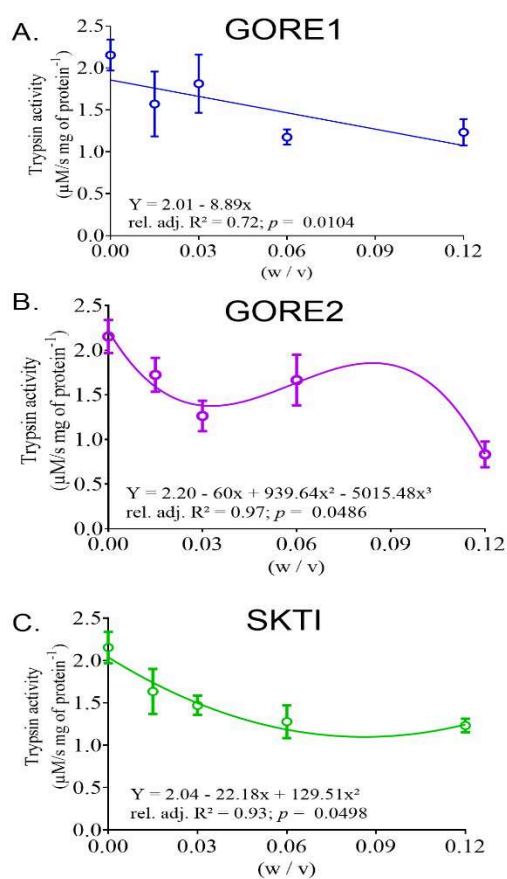 A.
GORE1
Trypsin activity
(µM/s mg of protein⁻¹)
2.5
2.0
1.5
1.0
0.5
0.0
Y = 2.01 - 8.89x
rel. adj. R² = 0.72; p = 0.0104
0.00 0.03 0.06 0.09 0.12
(w / v)
B.
GORE2
Trypsin activity
(µM/s mg of protein⁻¹)
2.5
2.0
1.5
1.0
0.5
0.0
Y = 2.20 - 60x + 939.64x² - 5015.48x³
rel. adj. R² = 0.97; p = 0.0486
0.00 0.03 0.06 0.09 0.12
(w / v)
C.
SKTI
Trypsin activity
(µM/s mg of protein⁻¹)
2.5
2.0
1.5
1.0
0.5
0.0
Y = 2.04 - 22.18x + 129.51x²
rel. adj. R² = 0.93; p = 0.0498
0.00 0.03 0.06 0.09 0.12
(w / v)